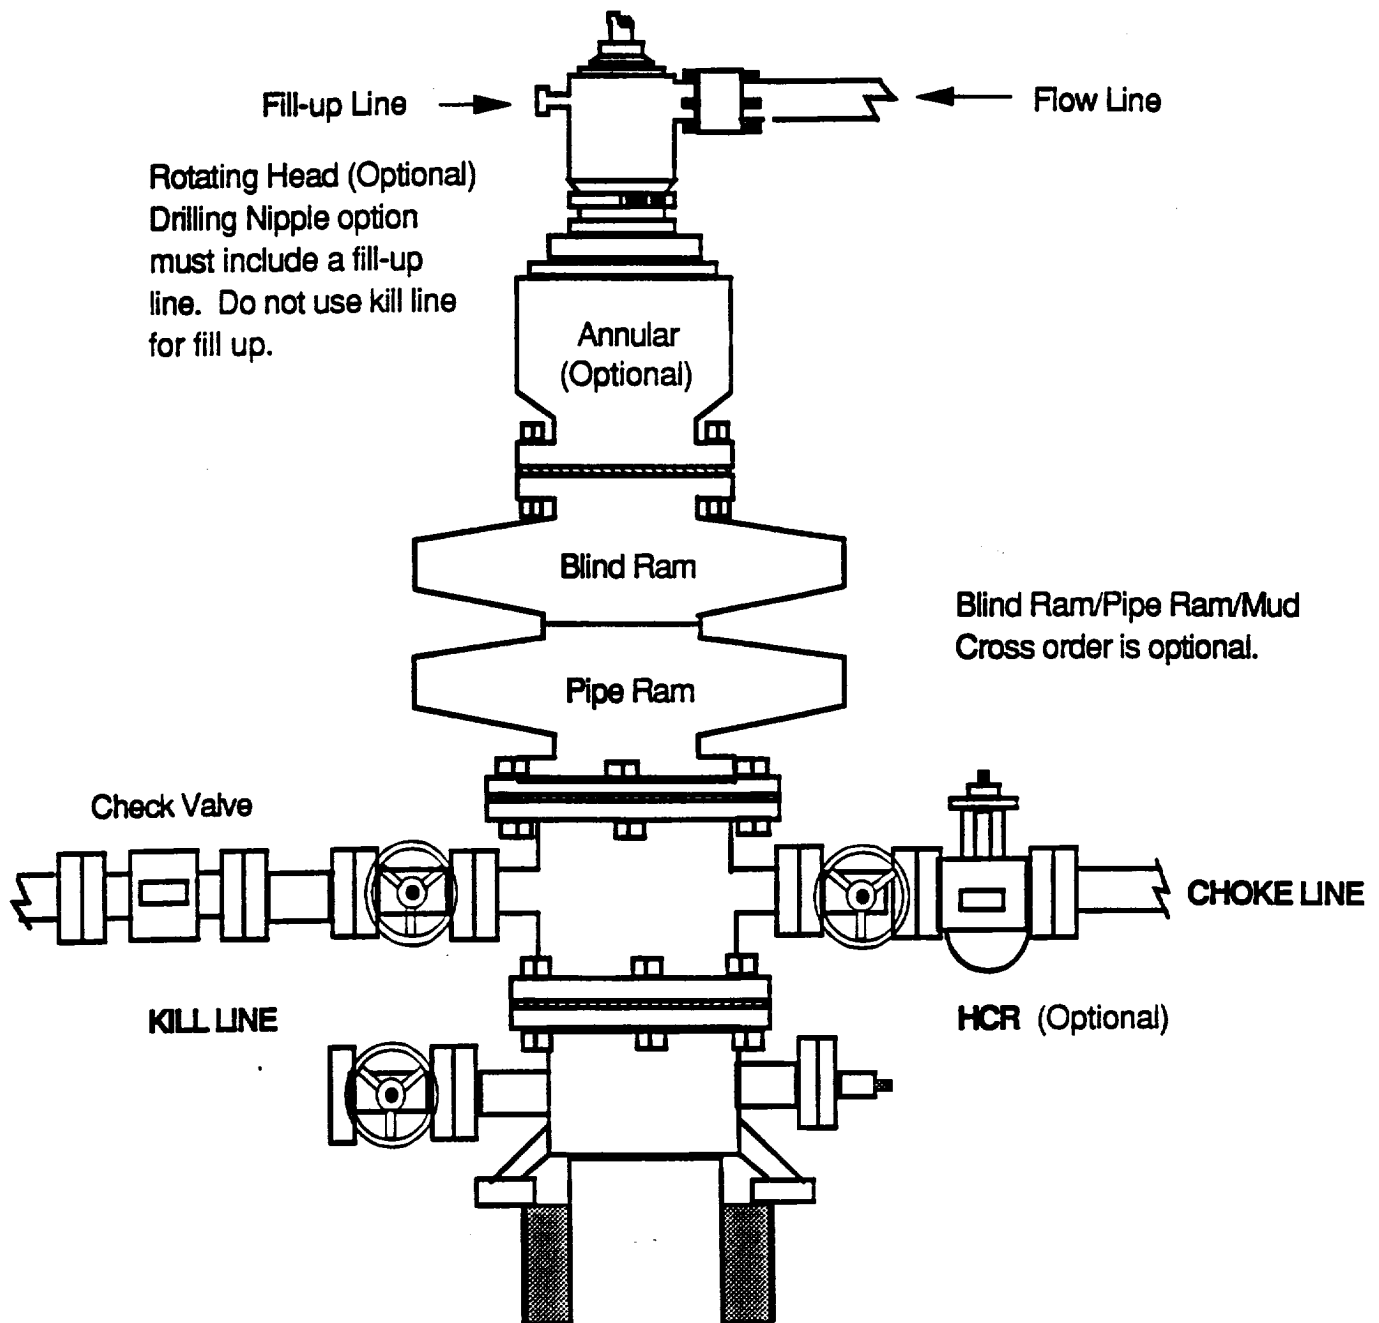 Fill-up Line
Flow Line
Rotating Head (Optional)
Drilling Nipple option
must include a fill-up
line. Do not use kill line
for fill up.
Annular
(Optional)
Blind Ram
Blind Ram/Pipe Ram/Mud
Cross order is optional.
Pipe Ram
Check Valve
CHOKE LINE
KILL LINE
HCR (Optional)